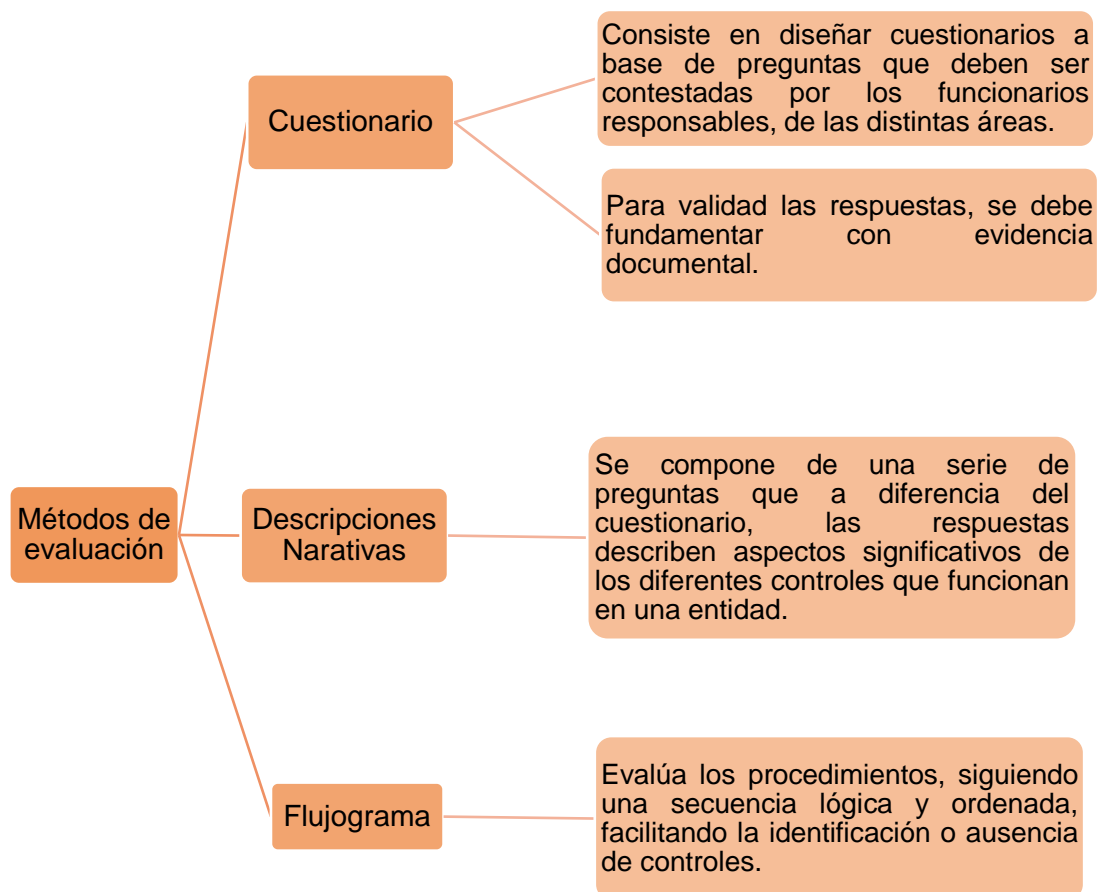 Métodos de
evaluación
Cuestionario
Consiste en diseñar cuestionarios a
base de preguntas que deben ser
contestadas por los funcionarios
responsables, de las distintas áreas.
Para validad las respuestas, se debe
fundamentar con evidencia
documental.
Descripciones
Narativas
Se compone de una serie de
preguntas que a diferencia del
cuestionario, las respuestas
describen aspectos significativos de
los diferentes controles que funcionan
en una entidad.
Flujograma
Evalúa los procedimientos, siguiendo
una secuencia lógica y ordenada,
facilitando la identificación o ausencia
de controles.